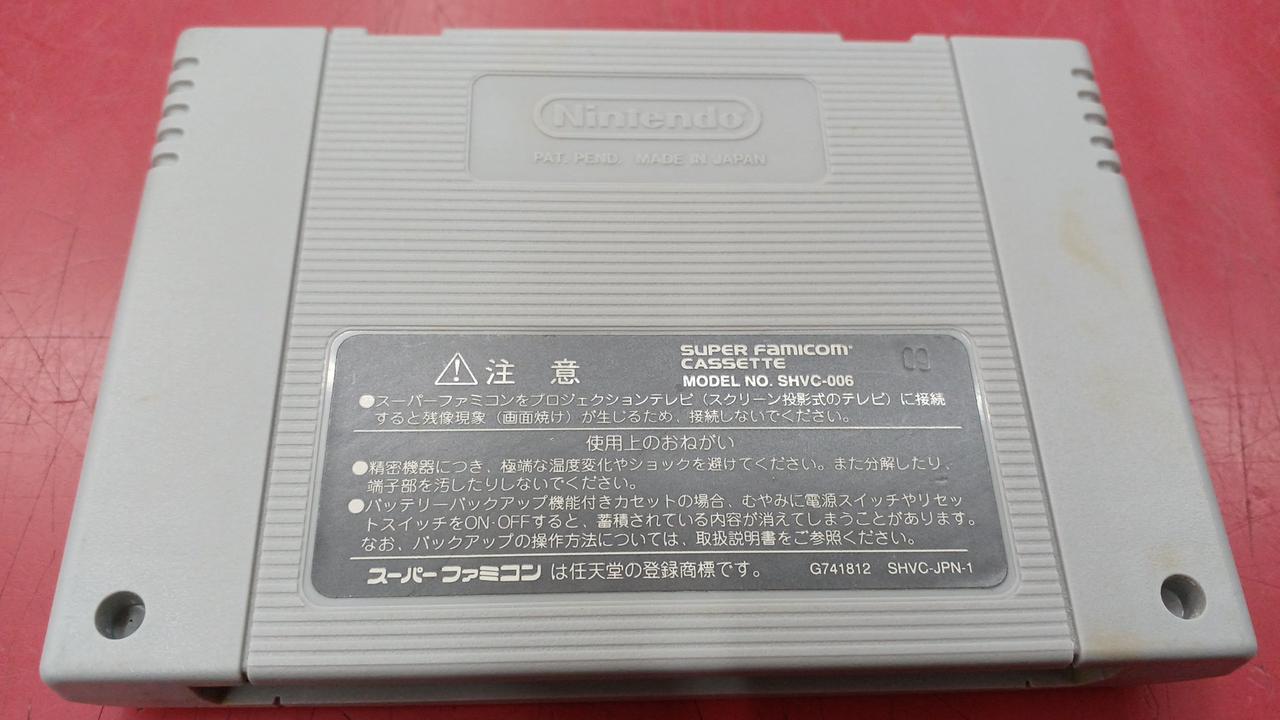 Nintendo
PAT. PEND. MADE IN JAPAN
注 意
SUPER FAMICOM
CASSETTE
MODEL NO. SHVC-006
09
●スーパーファミコンをプロジェクションテレビ(スクリーン投影式のテレビ)に接続
すると残像現象(画面焼け)が生じるため、接続しないでください。
使用上のおねがい
●精密機器につき、極端な温度変化やショックを避けてください。また分解したり、
端子部を汚したりしないでください。
●バッテリーバックアップ機能付きカセットの場合、むやみに電源スイッチやリセッ
トスイッチをON·OFFすると、蓄積されている内容が消えてしまうことがあります。
なお、バックアップの操作方法については、取扱説明書をご参照ください。
スーパーファミコン は任天堂の登録商標です。 G741812 SHVC-JPN-1